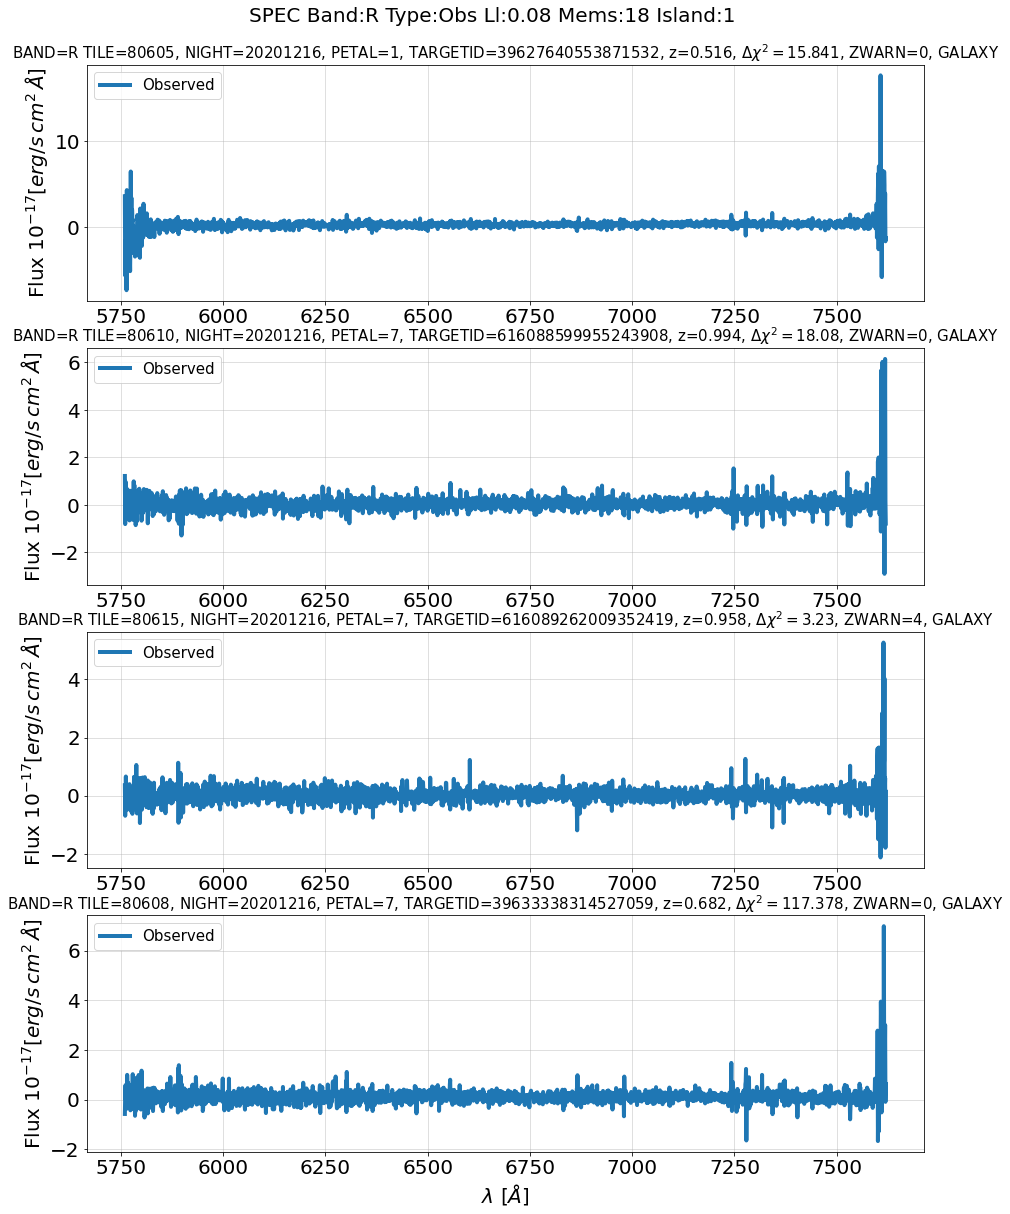 SPEC Band:R Type:Obs Ll:0.08 Mems:18 Island:1
BAND=R TILE=80605, NIGHT=20201216, PETAL=1, TARGETID=39627640553871532, z=0.516, Δχ²=15.841, ZWARN=0, GALAXY
Observed
Flux 10⁻¹⁷[erg/s cm² Å]
10
0
5750 6000 6250 6500 6750 7000 7250 7500
BAND=R TILE=80610, NIGHT=20201216, PETAL=7, TARGETID=616088599955243908, z=0.994, Δχ²=18.08, ZWARN=0, GALAXY
Observed
Flux 10⁻¹⁷[erg/s cm² Å]
6
4
2
0
−2
5750 6000 6250 6500 6750 7000 7250 7500
BAND=R TILE=80615, NIGHT=20201216, PETAL=7, TARGETID=616089262009352419, z=0.958, Δχ²=3.23, ZWARN=4, GALAXY
Observed
Flux 10⁻¹⁷[erg/s cm² Å]
4
2
0
−2
5750 6000 6250 6500 6750 7000 7250 7500
BAND=R TILE=80608, NIGHT=20201216, PETAL=7, TARGETID=39633338314527059, z=0.682, Δχ²=117.378, ZWARN=0, GALAXY
Observed
Flux 10⁻¹⁷[erg/s cm² Å]
6
4
2
0
−2
5750 6000 6250 6500 6750 7000 7250 7500
λ [Å]